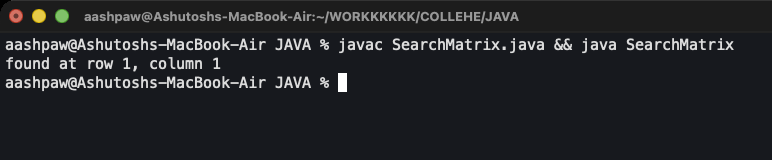 aashpaw@Ashutoshs-MacBook-Air:~/WORKKKKKK/COLLEHE/JAVA
aashpaw@Ashutoshs-MacBook-Air JAVA % javac SearchMatrix.java && java SearchMatrix
found at row 1, column 1
aashpaw@Ashutoshs-MacBook-Air JAVA %